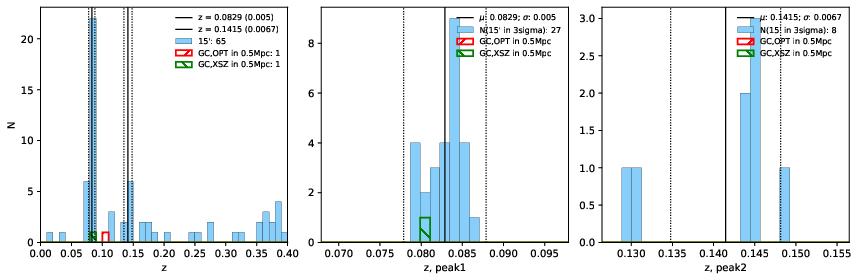 z = 0.0829 (0.005)
z = 0.1415 (0.0067)
15': 65
GC,OPT in 0.5Mpc: 1
GC,XSZ in 0.5Mpc: 1
N
20
15
10
5
0
0.00 0.05 0.10 0.15 0.20 0.25 0.30 0.35 0.40
z
μ: 0.0829; σ: 0.005
N(15' in 3sigma): 27
GC,OPT in 0.5Mpc
GC,XSZ in 0.5Mpc
8
6
4
2
0
0.070 0.075 0.080 0.085 0.090 0.095
z, peak1
μ: 0.1415; σ: 0.0067
N(15' in 3sigma): 8
GC,OPT in 0.5Mpc
GC,XSZ in 0.5Mpc
3.0
2.5
2.0
1.5
1.0
0.5
0.0
0.130 0.135 0.140 0.145 0.150 0.155
z, peak2